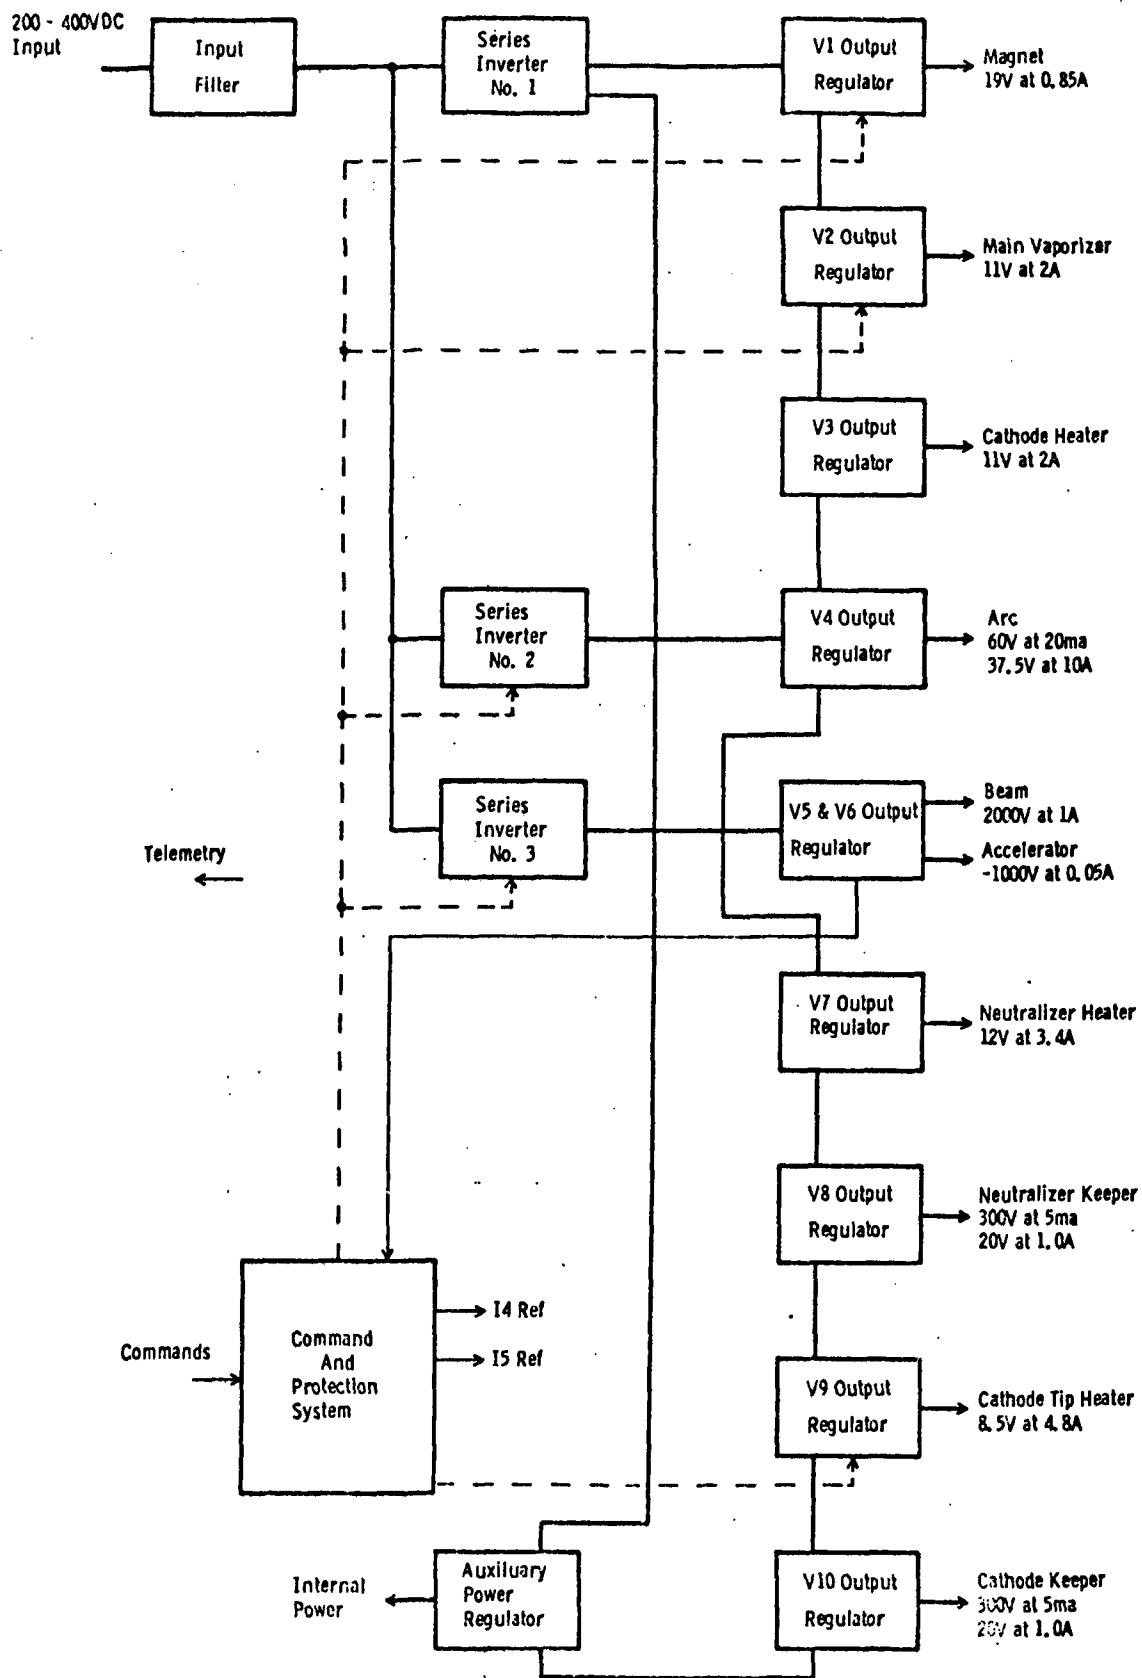 200 - 400VDC
Input
Input
Filter
Series
Inverter
No. 1
V1 Output
Regulator
Magnet
19V at 0.85A
V2 Output
Regulator
Main Vaporizer
11V at 2A
V3 Output
Regulator
Cathode Heater
11V at 2A
Series
Inverter
No. 2
V4 Output
Regulator
Arc
60V at 20ma
37.5V at 10A
Series
Inverter
No. 3
V5 & V6 Output
Regulator
Beam
2000V at 1A
Accelerator
-1000V at 0.05A
Telemetry
V7 Output
Regulator
Neutralizer Heater
12V at 3.4A
V8 Output
Regulator
Neutralizer Keeper
300V at 5ma
20V at 1.0A
Commands
Command
And
Protection
System
I4 Ref
I5 Ref
V9 Output
Regulator
Cathode Tip Heater
8.5V at 4.8A
Internal
Power
Auxiluary
Power
Regulator
V10 Output
Regulator
Cathode Keeper
300V at 5ma
20V at 1.0A